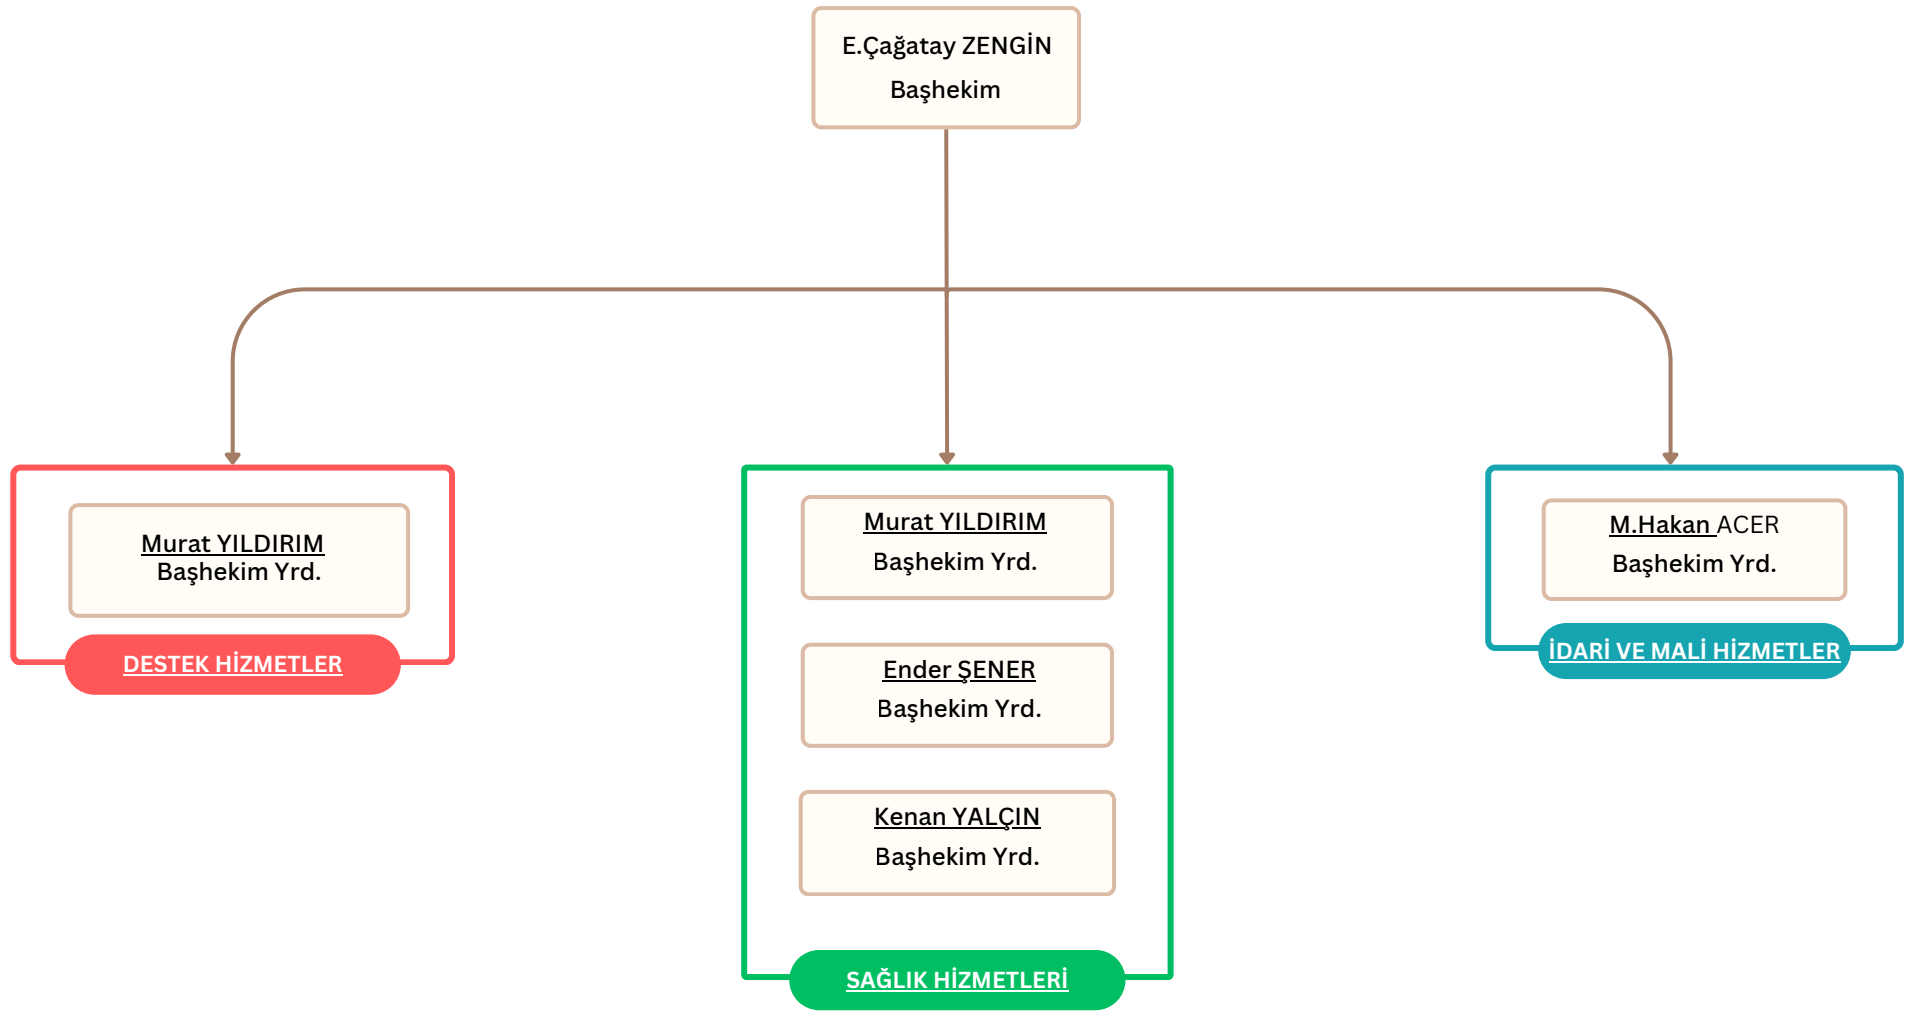 E.Çağatay ZENGİN
Başhekim
Murat YILDIRIM
Başhekim Yrd.
DESTEK HİZMETLER
Murat YILDIRIM
Başhekim Yrd.
Ender ŞENER
Başhekim Yrd.
Kenan YALÇIN
Başhekim Yrd.
SAĞLIK HİZMETLERİ
M.Hakan ACER
Başhekim Yrd.
İDARİ VE MALİ HİZMETLER